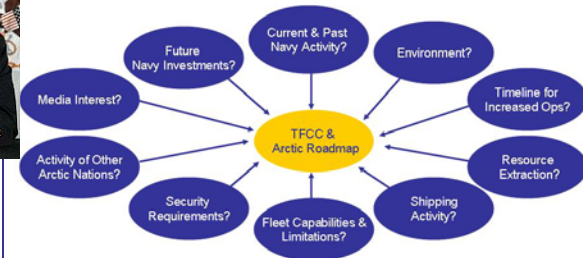 Current & Past
Navy Activity?
Future
Navy Investments?
Environment?
Media Interest?
Timeline for
Increased Ops?
TFCC &
Arctic Roadmap
Activity of Other
Arctic Nations?
Resource
Extraction?
Security
Requirements?
Shipping
Activity?
Fleet Capabilities &
Limitations?